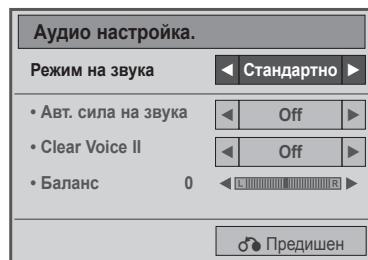 Аудио настройка.
Режим на звука ◄ Стандартно ►
• Авт. сила на звука ◄ Off ►
• Clear Voice II ◄ Off ►
• Баланс 0 ◄ L R ►
Предишен